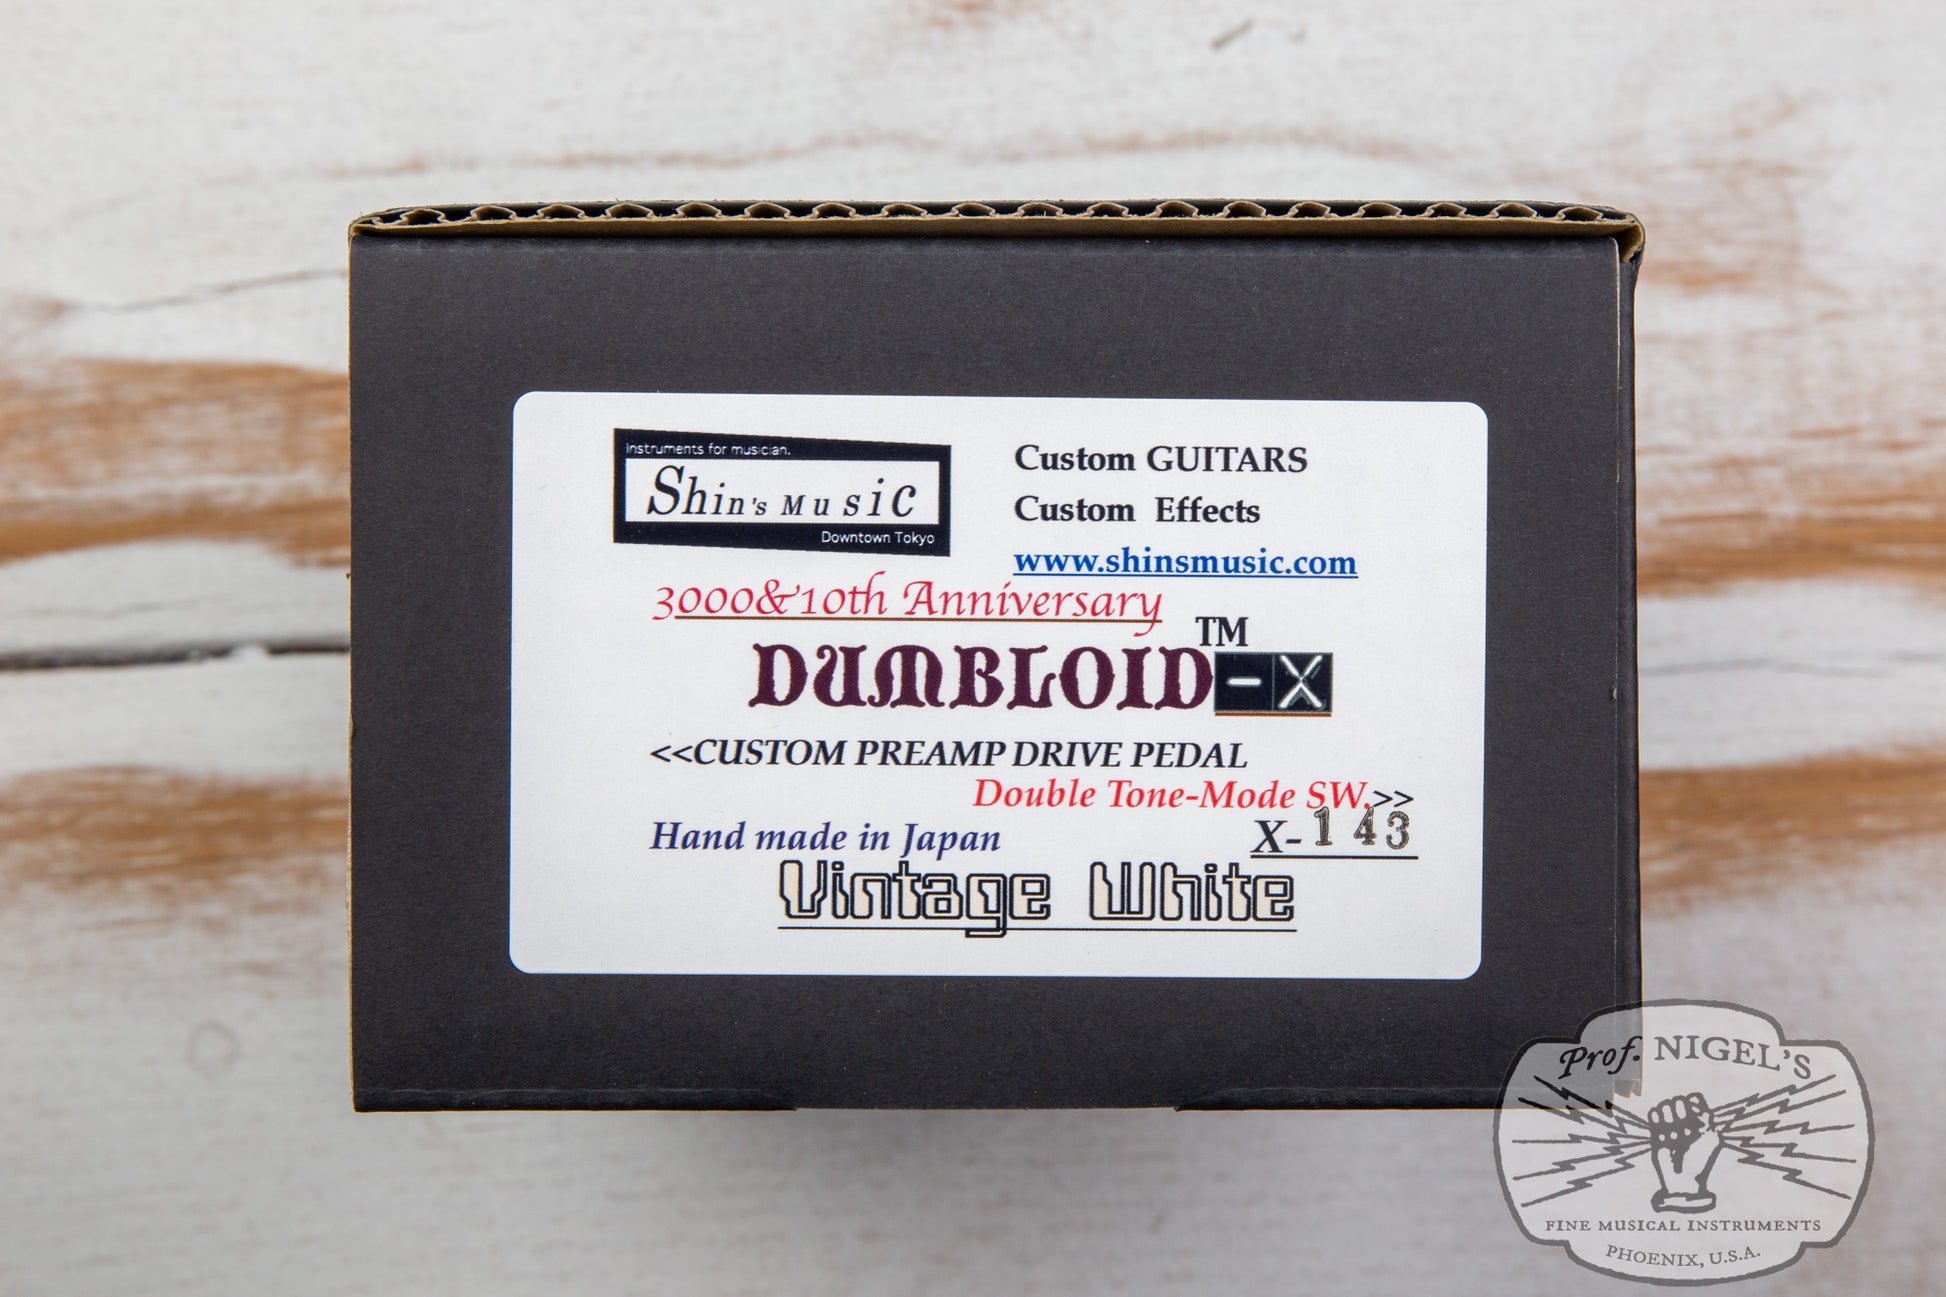 Instruments for musician.
Shin's Music
Downtown Tokyo
Custom GUITARS
Custom Effects
www.shinsmusic.com
3000&10th Anniversary
DUMBLOID™-X
<<CUSTOM PREAMP DRIVE PEDAL
Double Tone-Mode SW.>>
Hand made in Japan
X-143
Vintage White
Prof. NIGEL'S
FINE MUSICAL INSTRUMENTS
PHOENIX, U.S.A.